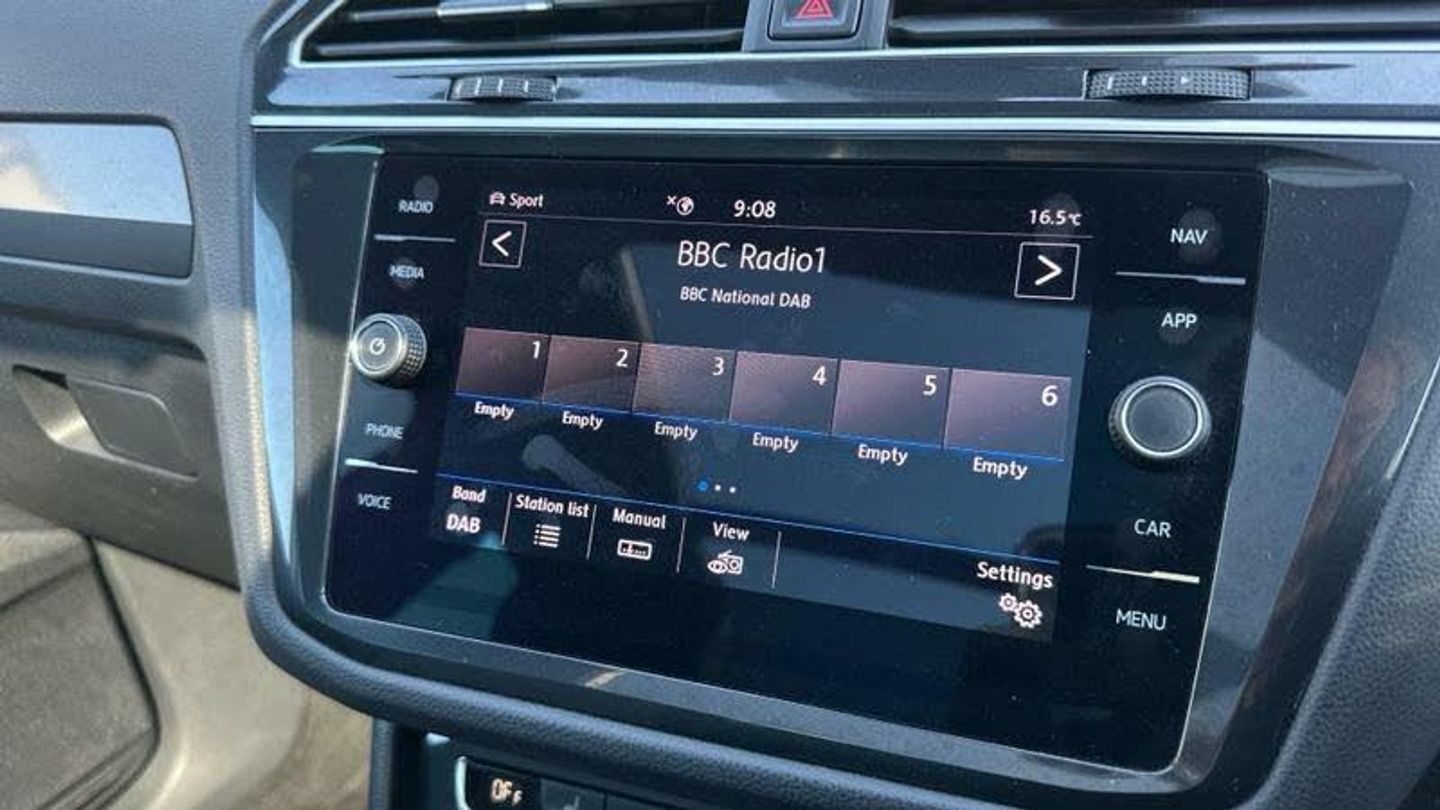 RADIO
MEDIA
PHONE
VOICE
Sport
9:08
16.5°C
<
BBC Radio1
>
BBC National DAB
1 2 3 4 5 6
Empty Empty Empty Empty Empty Empty
Band Station list Manual View Settings
DAB
NAV
APP
CAR
MENU
OFF